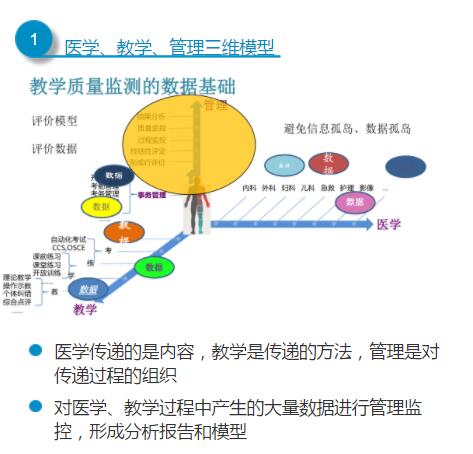 1
医学、教学、管理三维模型
教学质量监测的数据基础
管理
评价模型
评价数据
结果分析
质量监控
过程监控
终结性评定
形成行评价
避免信息孤岛、数据孤岛
数据
数据
考务管理
事务管理
数据
内科 外科 妇科 儿科 急救 护理 影像 ...
数据
医学
数据
自动化考试
CCS,OSCE
考
课前练习
课堂练习
开放训练
练
数据
学
理论教学
操作示教
个体纠错
综合点评
......
教
数据
教学
医学传递的是内容，教学是传递的方法，管理是对
传递过程的组织
对医学、教学过程中产生的大量数据进行管理监
控，形成分析报告和模型